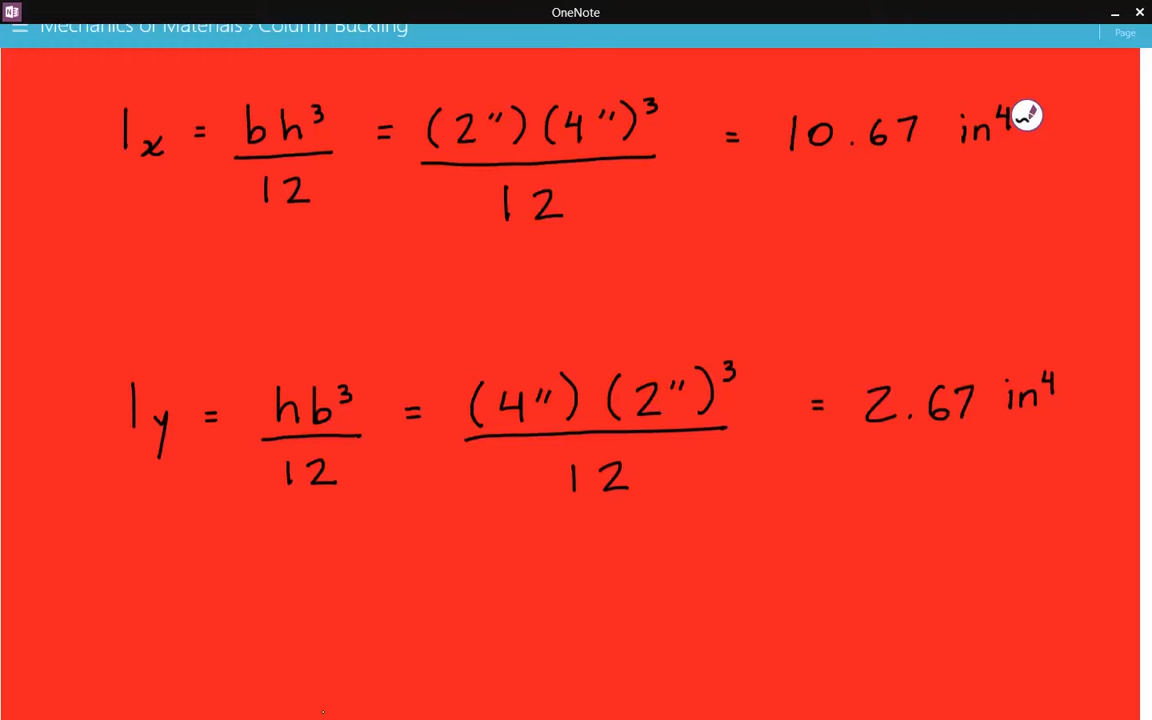 OneNote
Mechanics of Materials › Column Buckling
Page
Ix = bh³/12 = (2")(4")³/12 = 10.67 in⁴
Iy = hb³/12 = (4")(2")³/12 = 2.67 in⁴